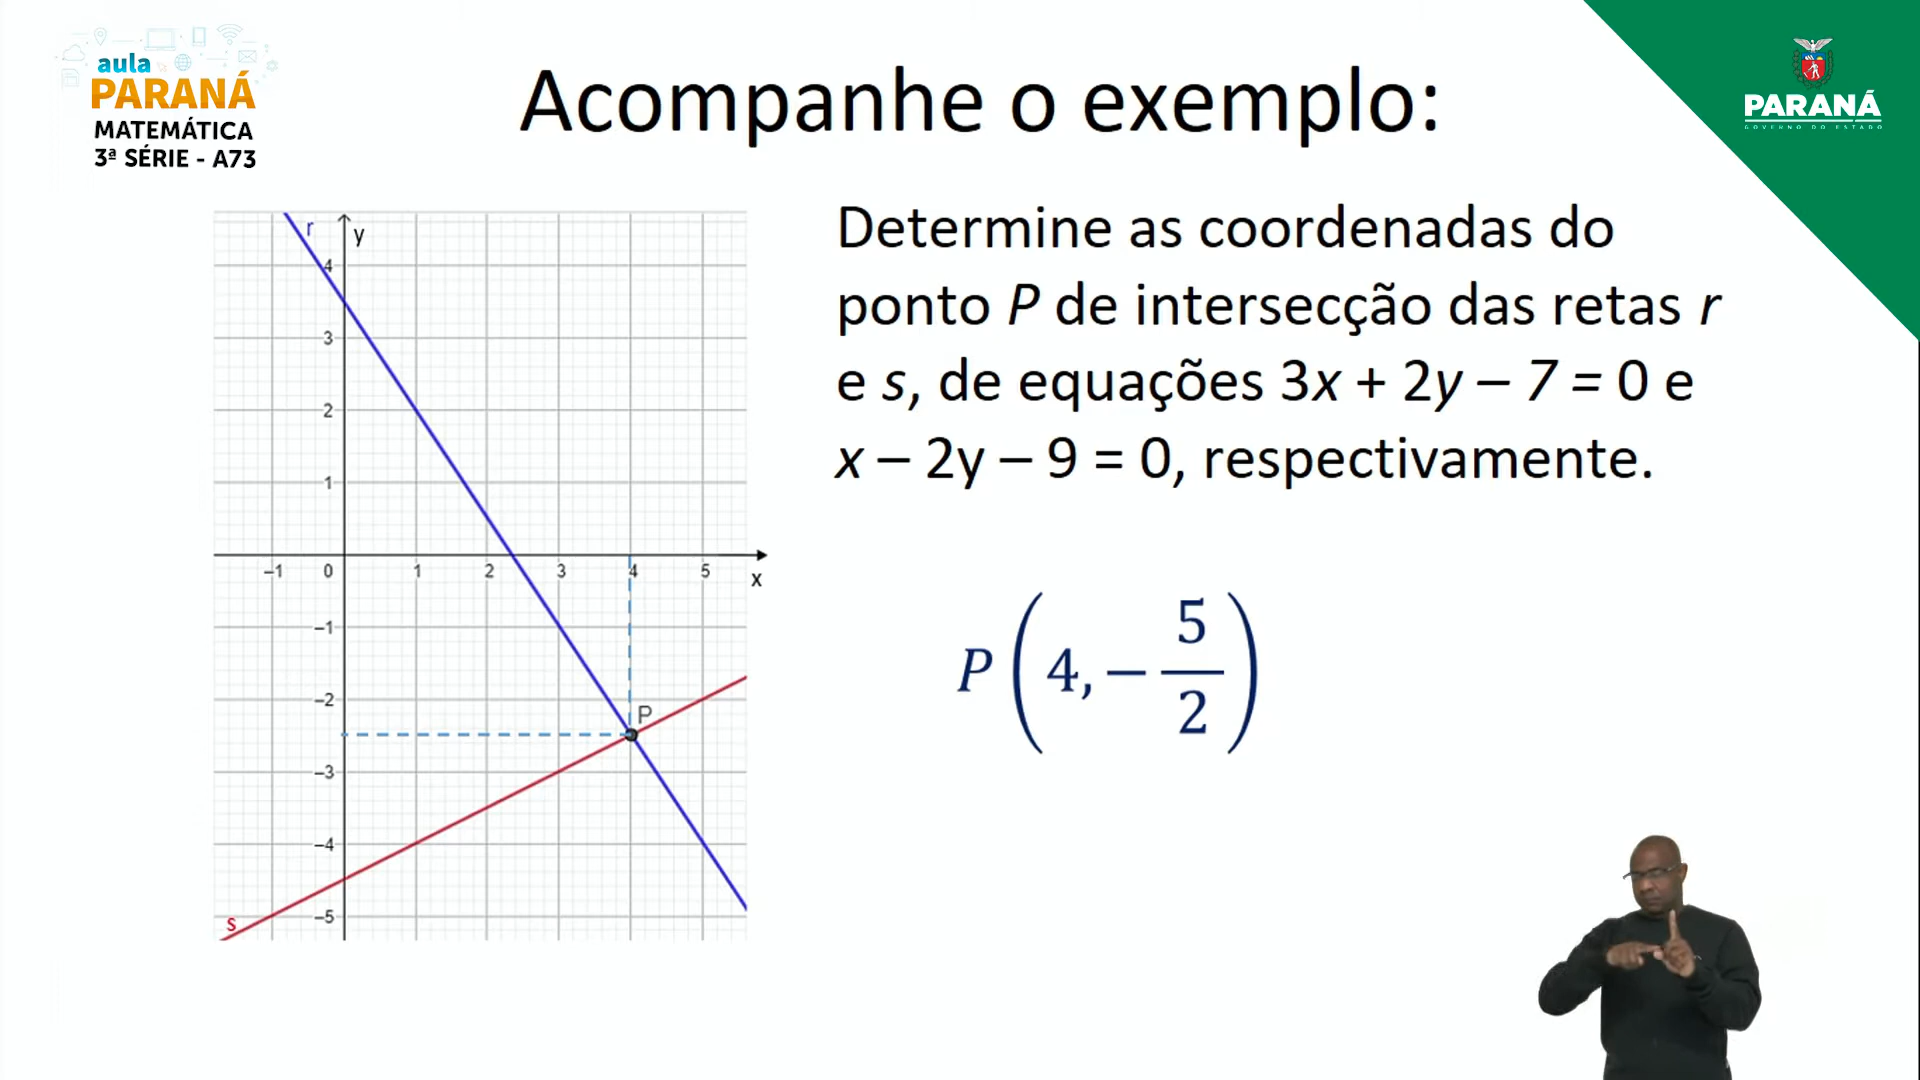 aula
PARANÁ
MATEMÁTICA
3ª SÉRIE - A73
Acompanhe o exemplo:
PARANÁ
GOVERNO DO ESTADO
Determine as coordenadas do
ponto P de intersecção das retas r
e s, de equações 3x + 2y – 7 = 0 e
x – 2y – 9 = 0, respectivamente.
r
y
4
3
2
1
–1 0 1 2 3 4 5
x
–1
–2
P
–3
–4
–5
s
P(4, –5/2)